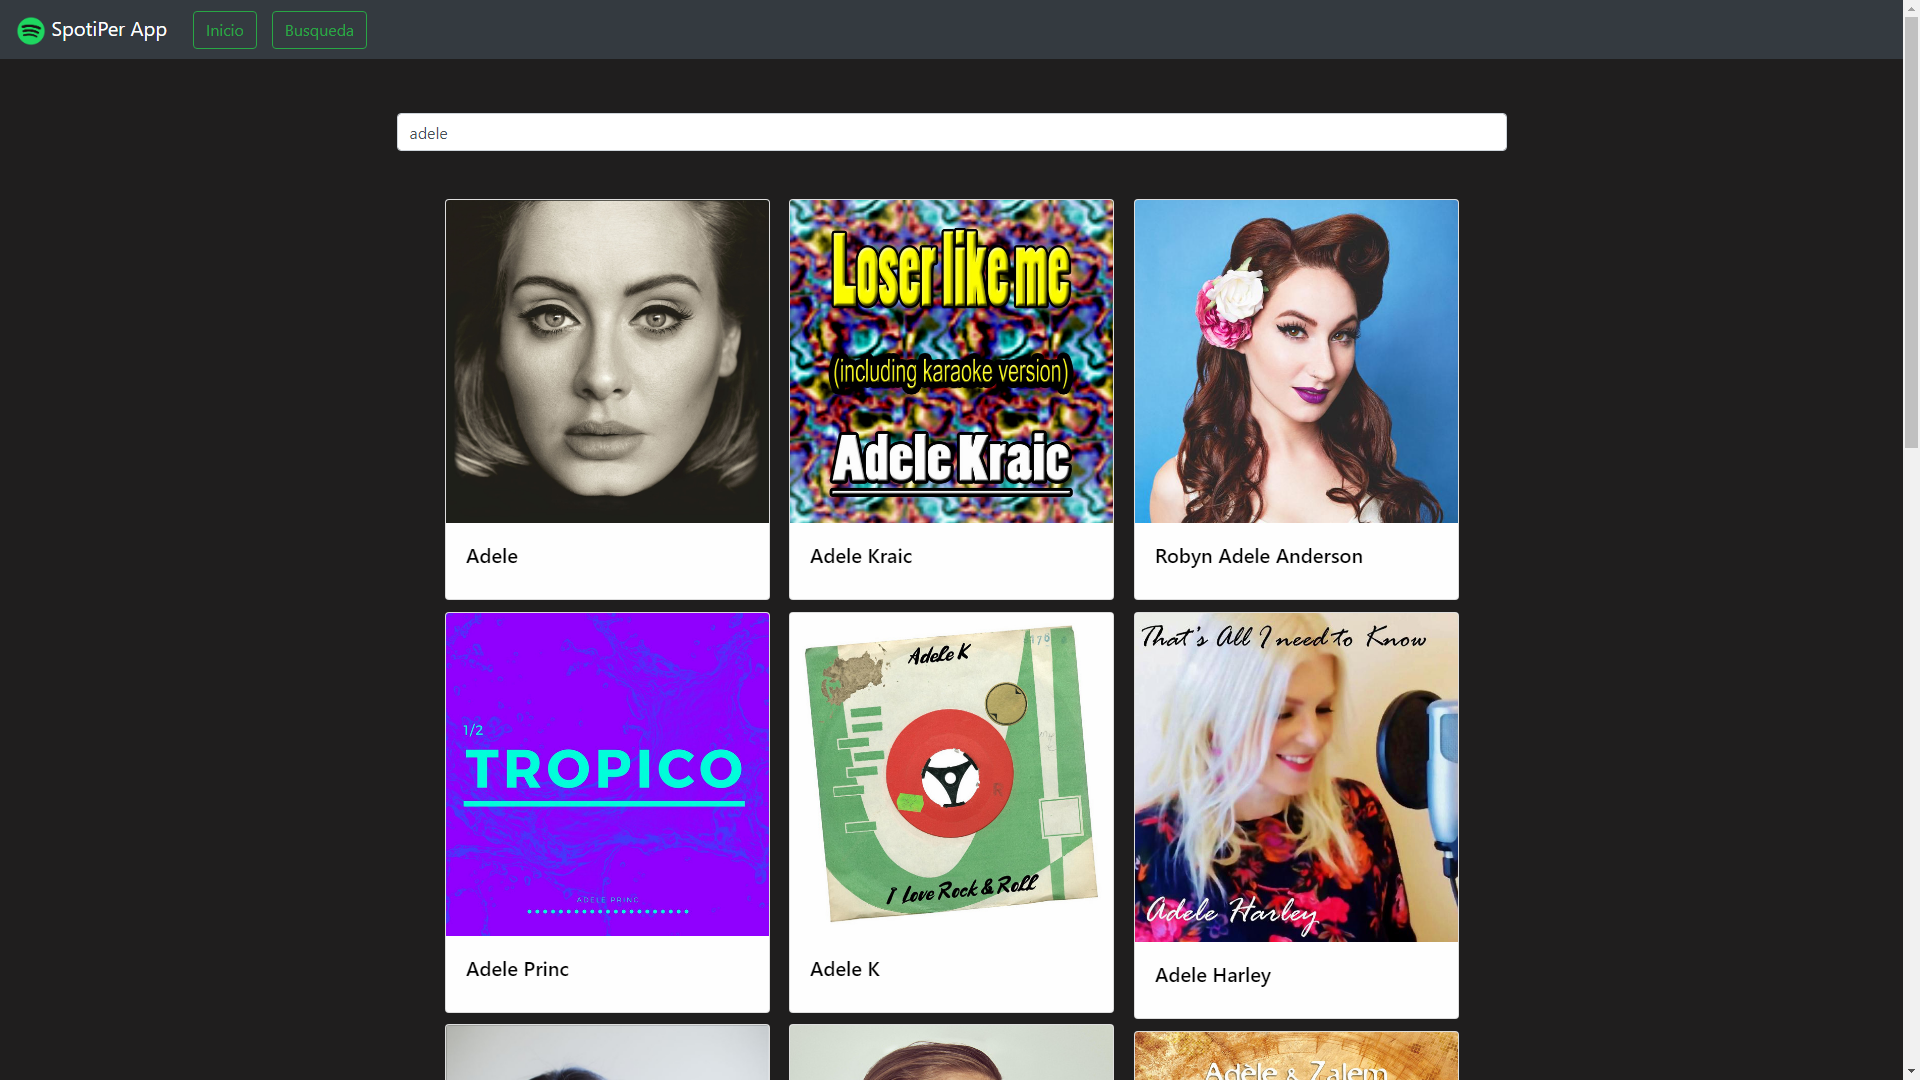 SpotiPer App
Inicio
Busqueda
adele
Loser like me
(including karaoke version)
Adele Kraic
Adele
Adele Kraic
Robyn Adele Anderson
1/2
TROPICO
ADELE PRINC
Adele K
I Love Rock & Roll
That's All I need to Know
Adele Harley
Adele Princ
Adele K
Adele Harley
Adèle & Zalem